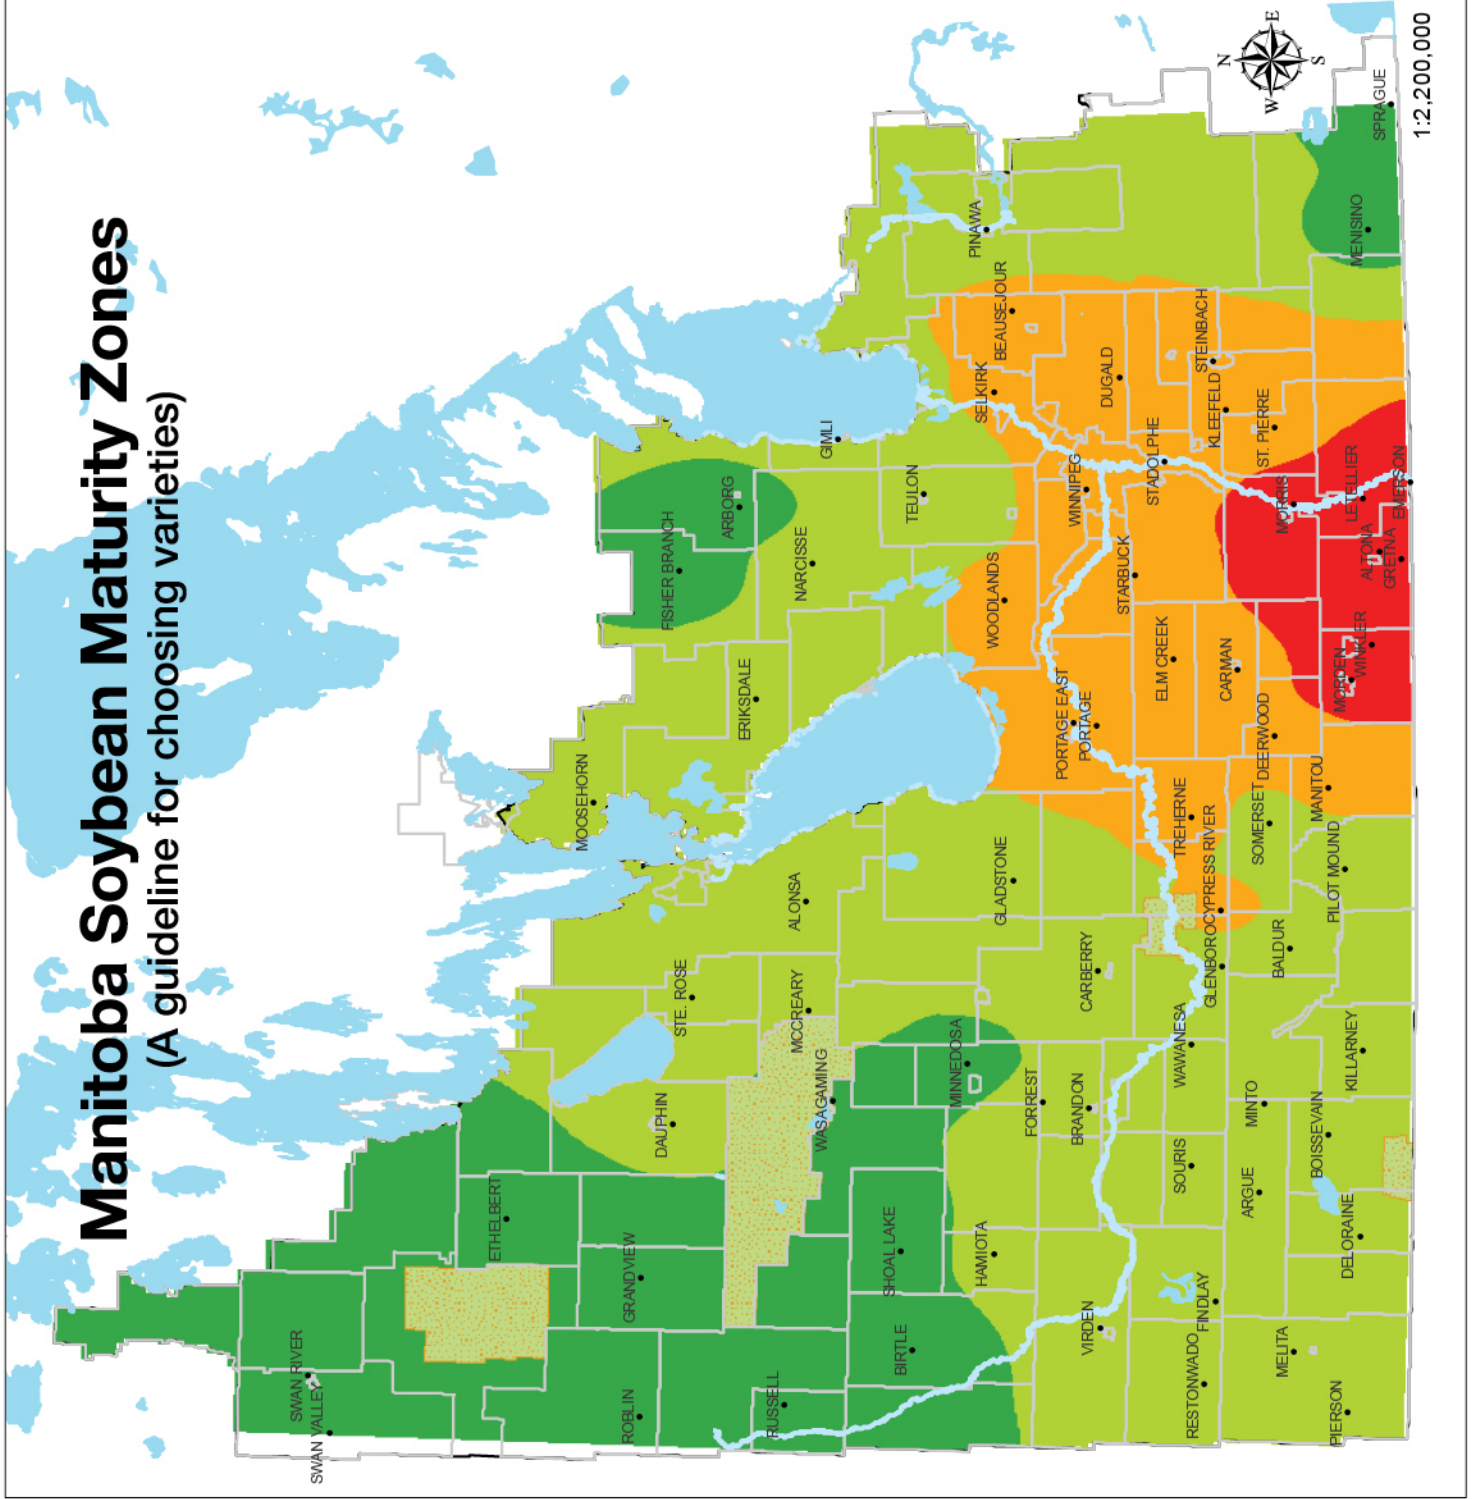 Manitoba Soybean Maturity Zones
(A guideline for choosing varieties)
SWAN RIVER
SWAN VALLEY
ETHELBERT
MOOSEHORN
GRANDVIEW
ROBLIN
DAUPHIN
STE. ROSE
FISHER BRANCH
ARBORG
ERIKSDALE
RUSSELL
MCCREARY
ALONSA
NARCISSE
WASAGAMING
GIMLI
SHOAL LAKE
BIRTLE
TEULON
MINNEDOSA
HAMIOTA
PINAWA
SELKIRK
GLADSTONE
WOODLANDS
BEAUSEJOUR
FORREST
PORTAGE EAST
PORTAGE
WINNIPEG
VIRDEN
BRANDON
CARBERRY
DUGALD
STARBUCK
STADOLPHE
ELM CREEK
SOURIS
WAWANESA
TREHERNE
RESTONWADO
FINDLAY
GLENBORO
CYPRESS RIVER
KLEEFELD
STEINBACH
CARMAN
ARGUE
MINTO
BALDUR
SOMERSET
DEERWOOD
ST. PIERRE
MELITA
MORRIS
BOISSEVAIN
MANITOU
PIERSON
DELORAINE
KILLARNEY
PILOT MOUND
MORDEN
WINKLER
LETELLIER
MENISINO
ALTONA
GRETNA
EMERSON
SPRAGUE
N
W
E
S
1:2,200,000